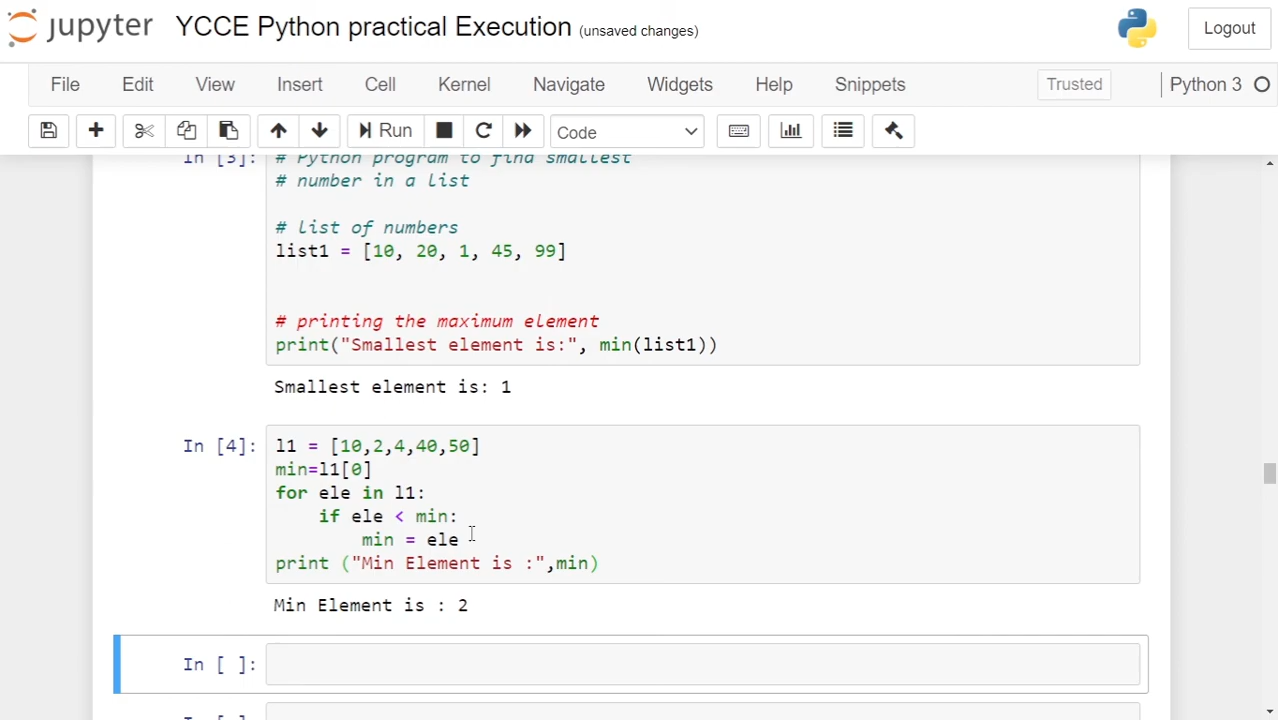 jupyter YCCE Python practical Execution (unsaved changes) Logout
File Edit View Insert Cell Kernel Navigate Widgets Help Snippets Trusted Python 3
Run Code
In [3]: # Python program to find smallest
# number in a list
# list of numbers
list1 = [10, 20, 1, 45, 99]
# printing the maximum element
print("Smallest element is:", min(list1))
Smallest element is: 1
In [4]: l1 = [10,2,4,40,50]
min=l1[0]
for ele in l1:
if ele < min:
min = ele
print ("Min Element is :",min)
Min Element is : 2
In [ ]: